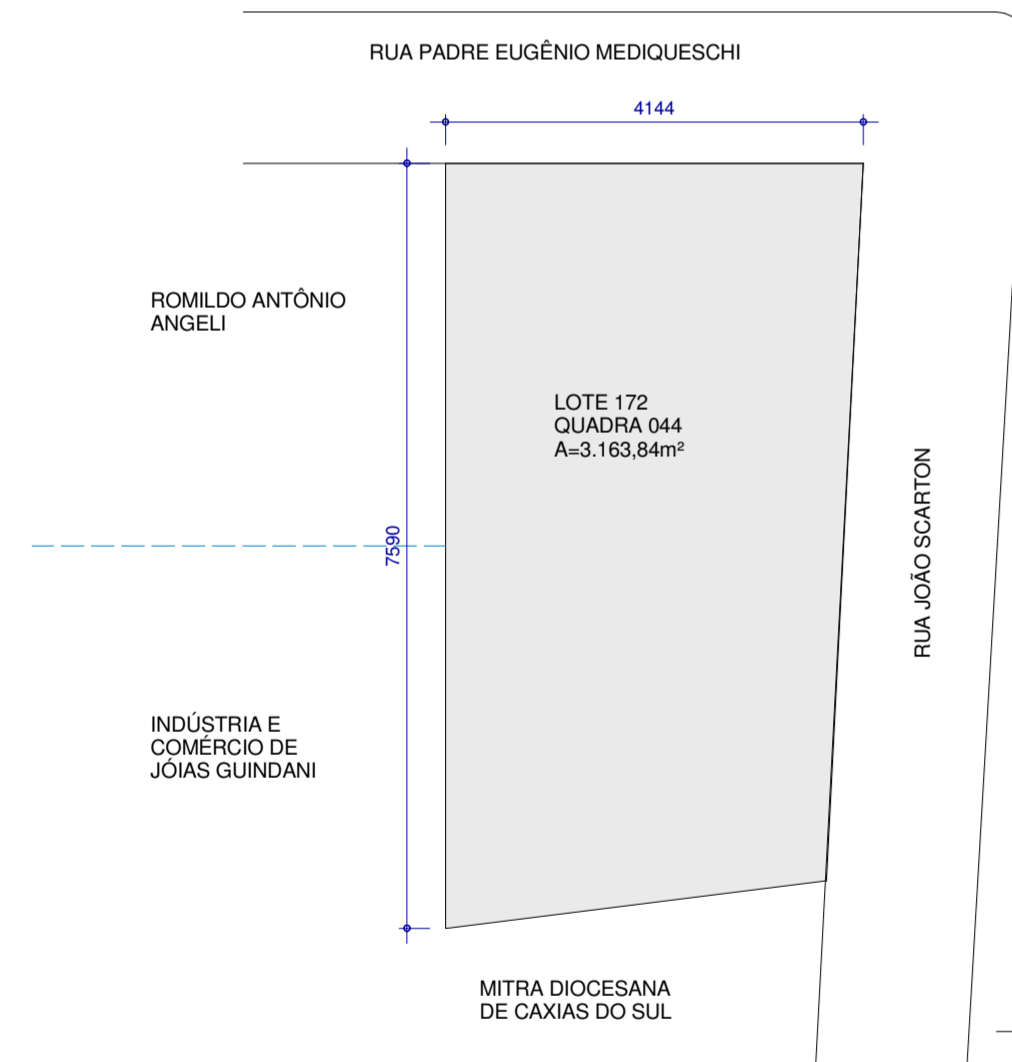 RUA PADRE EUGÊNIO MEDIQUESCHI
4144
ROMILDO ANTÔNIO
ANGELI
LOTE 172
QUADRA 044
A=3.163,84m²
7590
RUA JOÃO SCARTON
INDÚSTRIA E
COMÉRCIO DE
JÓIAS GUINDANI
MITRA DIOCESANA
DE CAXIAS DO SUL